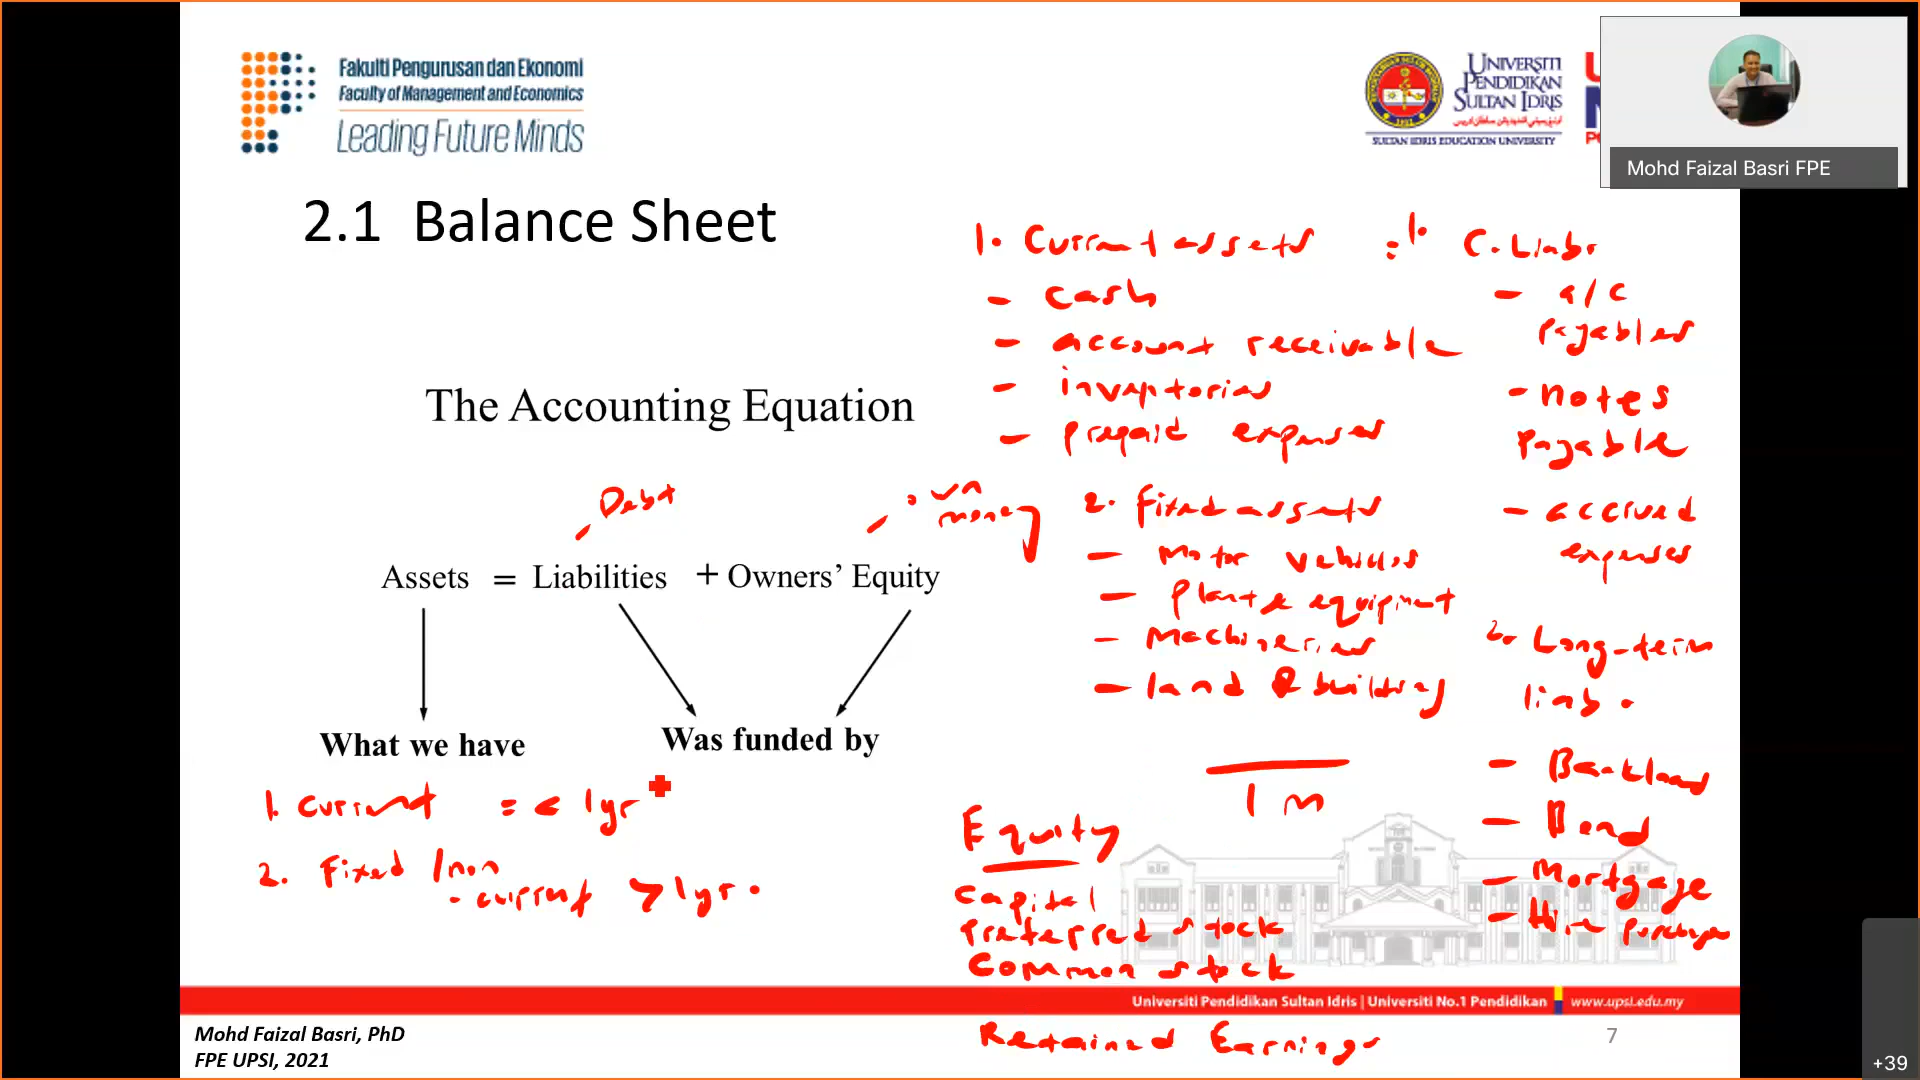 Fakulti Pengurusan dan Ekonomi
Faculty of Management and Economics
Leading Future Minds
UNIVERSITI
PENDIDIKAN
SULTAN IDRIS
SULTAN IDRIS EDUCATION UNIVERSITY
Mohd Faizal Basri FPE
2.1 Balance Sheet
The Accounting Equation
Debt
money
Assets = Liabilities + Owners’ Equity
What we have
Was funded by
1. Current = < 1yr
2. Fixed / non
- current > 1yr.
1. Current assets
- Cash
- account receivable
- inventories
- prepaid expenses
2. Fixed assets
- Motor vehicles
- Plant & equipment
- Machineries
- land & building
1 m
Equity
Capital
Preferred stock
Common stock
Retained Earnings
= 1. C. Liab.
- a/c
payables
- notes
payable
- accrued
expenses
2. Long-term
liab.
- Bank loans
- Bond
- Mortgage
- Hire purchase
Universiti Pendidikan Sultan Idris | Universiti No.1 Pendidikan
www.upsi.edu.my
Mohd Faizal Basri, PhD
FPE UPSI, 2021
7
+39